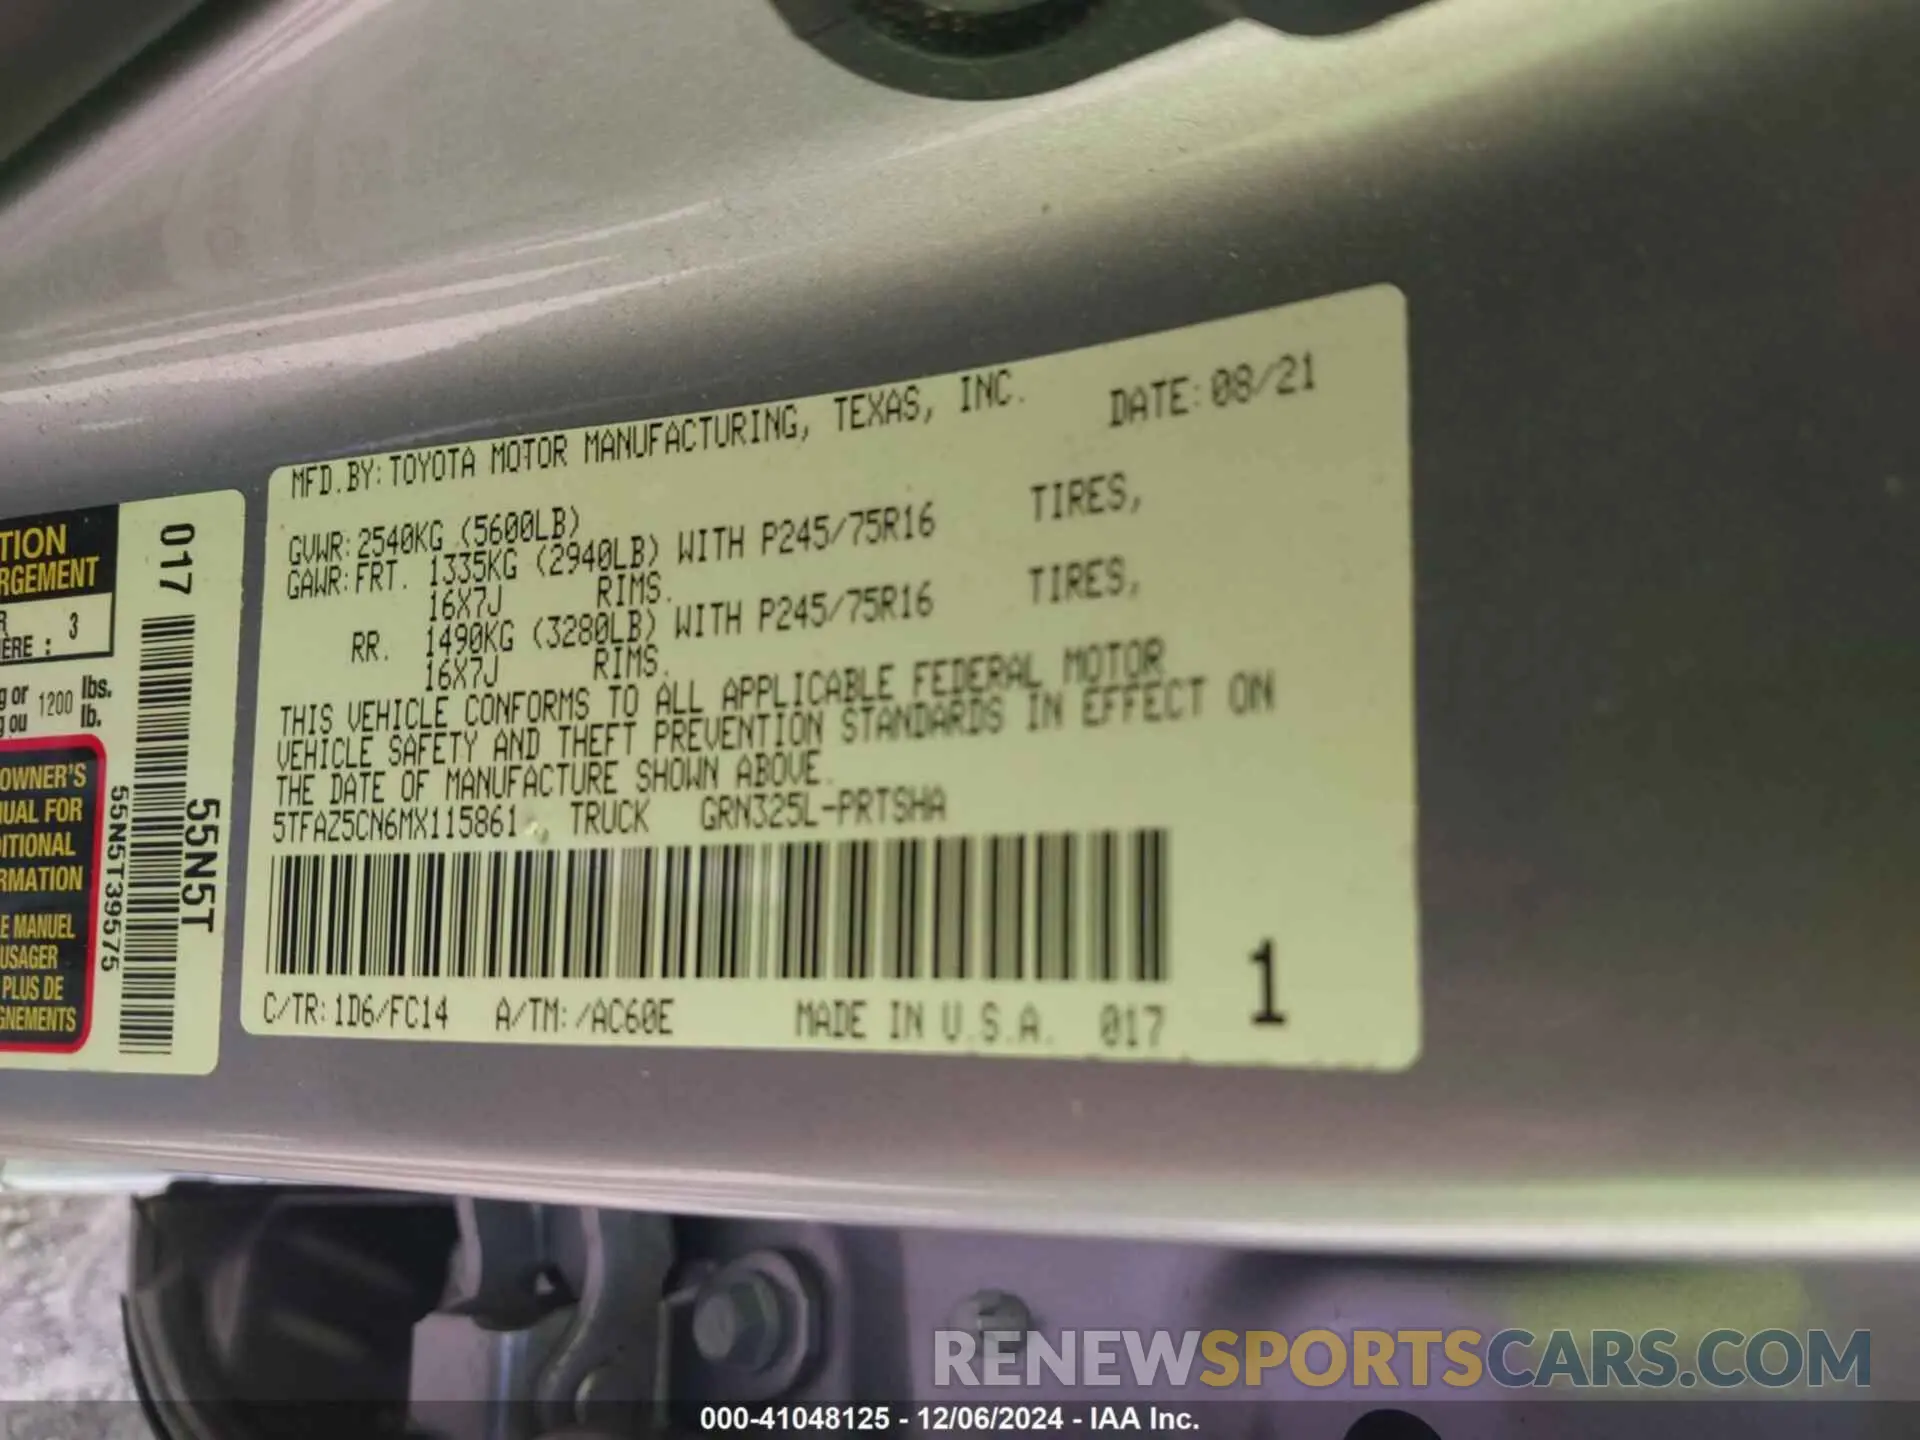 MFD.BY:TOYOTA MOTOR MANUFACTURING, TEXAS, INC. DATE:08/21
GVWR:2540KG (5600LB)
GAWR:FRT. 1335KG (2940LB) WITH P245/75R16 TIRES,
16X7J RIMS.
RR. 1490KG (3280LB) WITH P245/75R16 TIRES,
16X7J RIMS.
THIS VEHICLE CONFORMS TO ALL APPLICABLE FEDERAL MOTOR
VEHICLE SAFETY AND THEFT PREVENTION STANDARDS IN EFFECT ON
THE DATE OF MANUFACTURE SHOWN ABOVE.
5TFAZ5CN6MX115861, TRUCK GRN325L-PRTSHA
C/TR:1D6/FC14 A/TM:/AC60E MADE IN U.S.A. 017
1
TION
RGEMENT
R
IERE : 3
g or 1200 lbs.
g ou lb.
OWNER'S
UAL FOR
ITIONAL
RMATION
E MANUEL
USAGER
PLUS DE
GNEMENTS
017
55N5T
55N5T39575
RENEWSPORTSCARS.COM
000-41048125 - 12/06/2024 - IAA Inc.